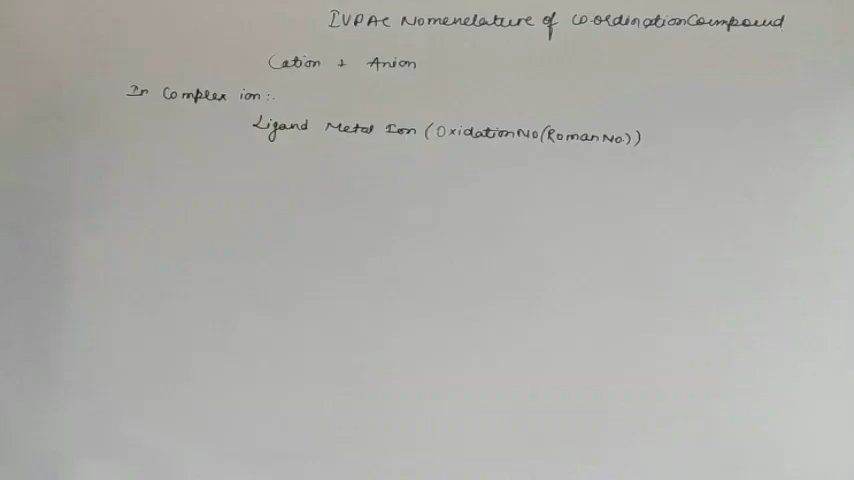 IUPAC Nomenclature of Co-ordination Compound
Cation + Anion
In Complex ion:.
Ligand Metal Ion (Oxidation No (Roman No.))